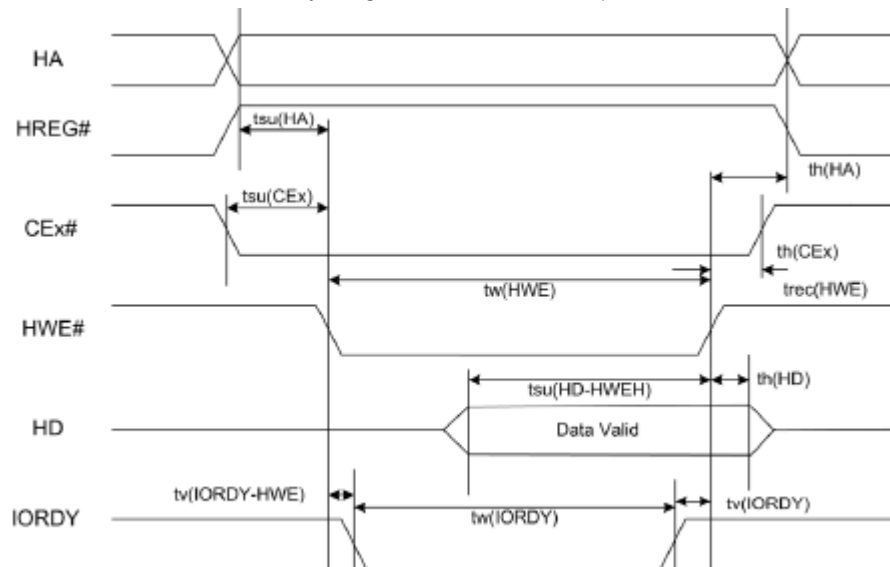 HA
HREG#
tsu(HA)
th(HA)
tsu(CEx)
CEx#
th(CEx)
tw(HWE)
trec(HWE)
HWE#
tsu(HD-HWEH)
th(HD)
HD
Data Valid
tv(IORDY-HWE)
tw(IORDY)
tv(IORDY)
IORDY